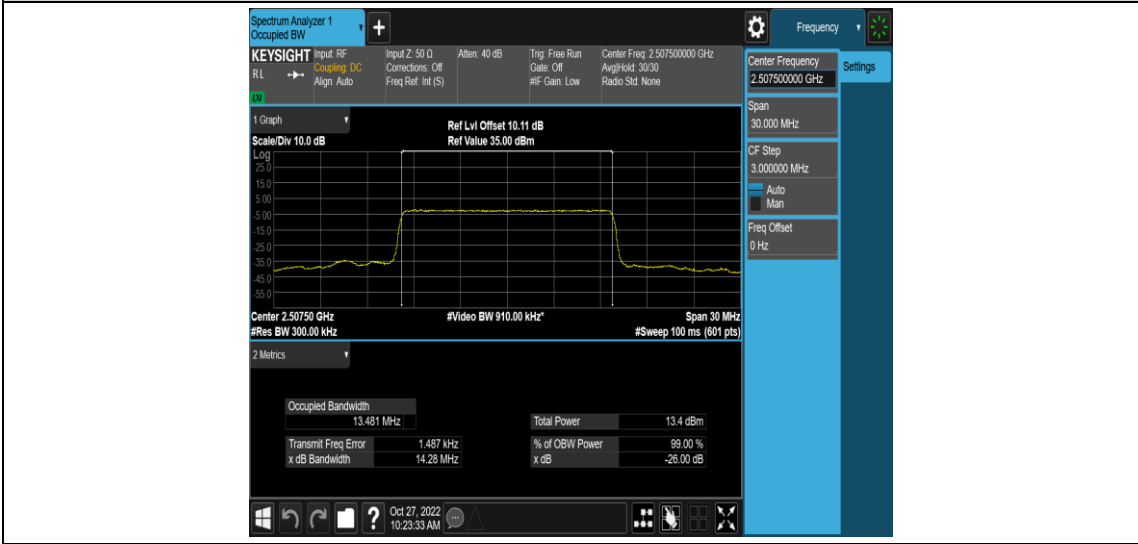 Spectrum Analyzer 1
Occupied BW
+
Frequency
KEYSIGHT
RL
LXI
Input: RF
Coupling: DC
Align: Auto
Input Z: 50 Ω
Corrections: Off
Freq Ref: Int (S)
Atten: 40 dB
Trig: Free Run
Gate: Off
#IF Gain: Low
Center Freq: 2.507500000 GHz
Avg|Hold: 30/30
Radio Std: None
Center Frequency
2.507500000 GHz
Settings
Span
30.000 MHz
CF Step
3.000000 MHz
Auto
Man
Freq Offset
0 Hz
1 Graph
Scale/Div 10.0 dB
Ref Lvl Offset 10.11 dB
Ref Value 35.00 dBm
Log
25.0
15.0
5.00
-5.00
-15.0
-25.0
-35.0
-45.0
-55.0
Center 2.50750 GHz
#Res BW 300.00 kHz
#Video BW 910.00 kHz*
Span 30 MHz
#Sweep 100 ms (601 pts)
2 Metrics
Occupied Bandwidth
13.481 MHz
Total Power 13.4 dBm
Transmit Freq Error 1.487 kHz
% of OBW Power 99.00 %
x dB Bandwidth 14.28 MHz
x dB -26.00 dB
?
Oct 27, 2022
10:23:33 AM